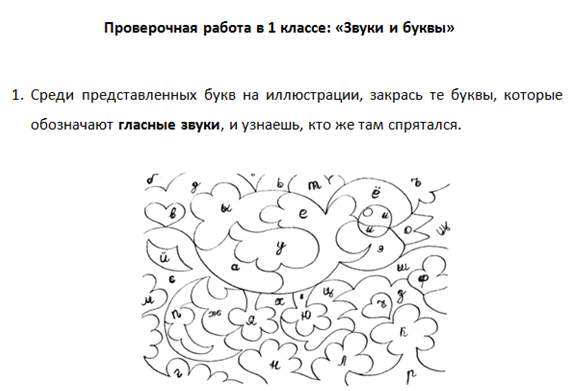 Проверочная работа в 1 классе: «Звуки и буквы»
1. Среди представленных букв на иллюстрации, закрась те буквы, которые
обозначают гласные звуки, и узнаешь, кто же там спрятался.
б д ь т ё ъ
в ы е и
у и о
й а э ш
с ц ф
м п ж х ч
я ю к
г н л р